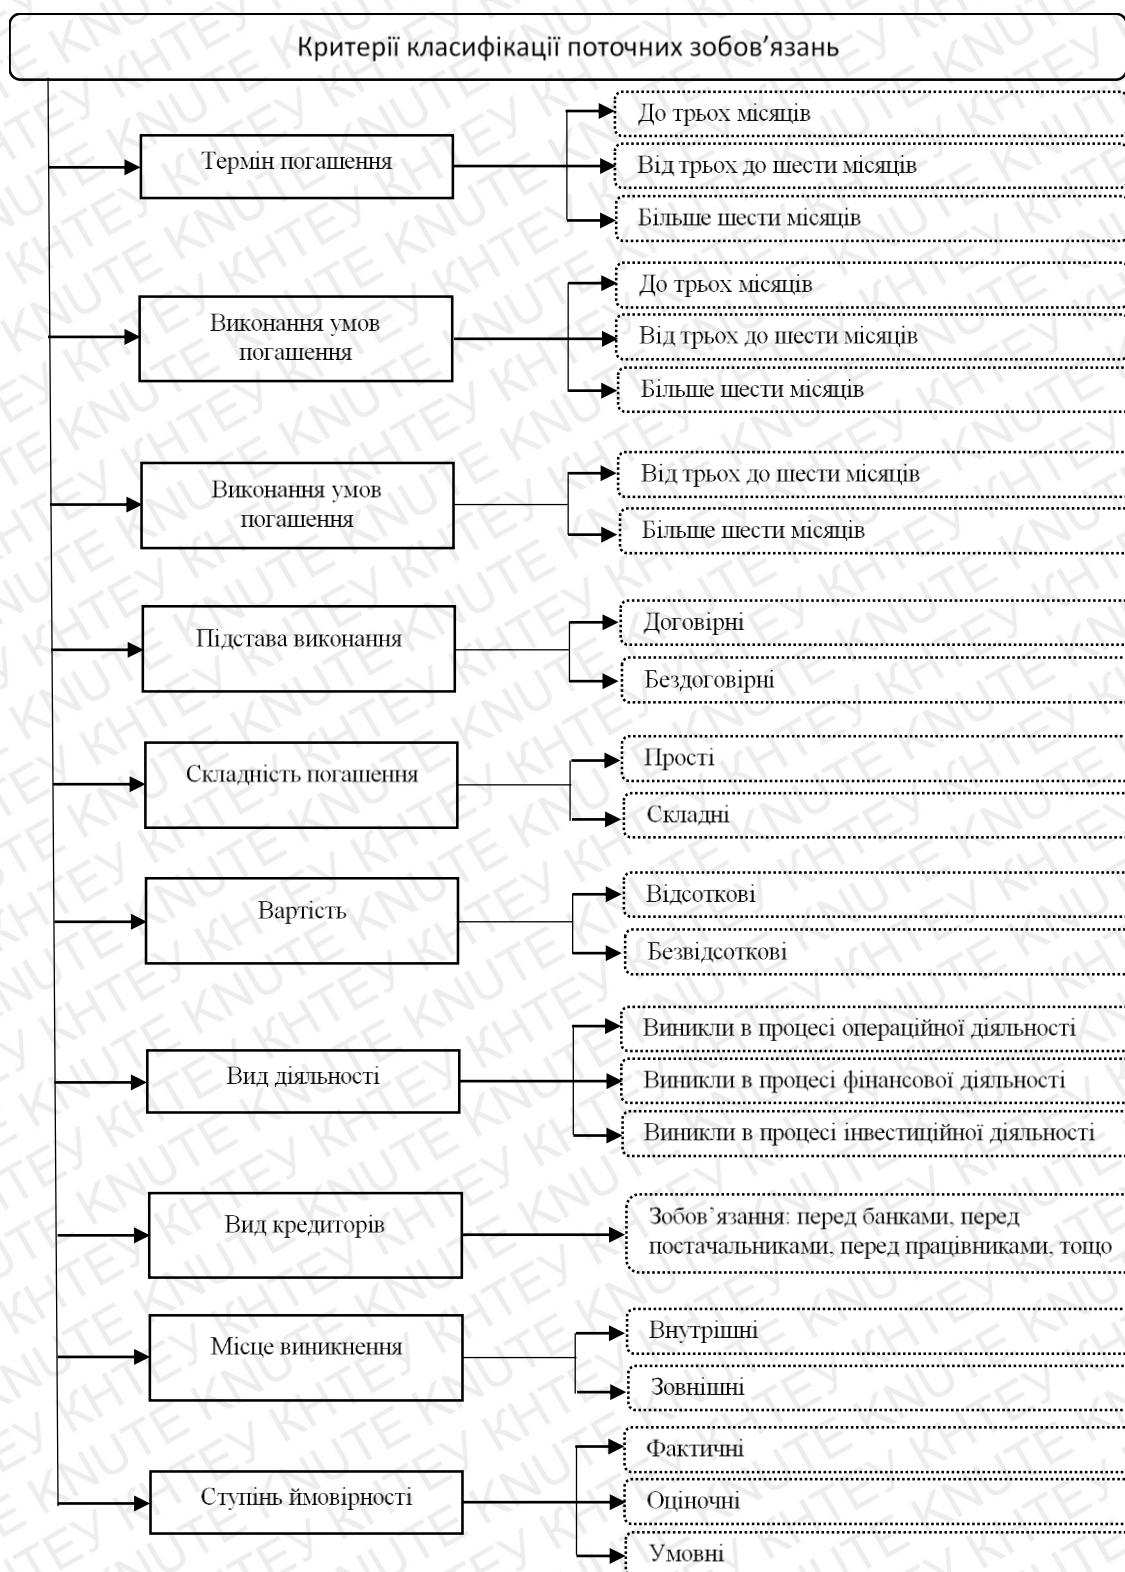 Критерії класифікації поточних зобов’язань
Термін погашення
До трьох місяців
Від трьох до шести місяців
Більше шести місяців
Виконання умов
погашення
До трьох місяців
Від трьох до шести місяців
Більше шести місяців
Виконання умов
погашення
Від трьох до шести місяців
Більше шести місяців
Підстава виконання
Договірні
Бездоговірні
Складність погашення
Прості
Складні
Вартість
Відсоткові
Безвідсоткові
Вид діяльності
Виникли в процесі операційної діяльності
Виникли в процесі фінансової діяльності
Виникли в процесі інвестиційної діяльності
Вид кредиторів
Зобов’язання: перед банками, перед
постачальниками, перед працівниками, тощо
Місце виникнення
Внутрішні
Зовнішні
Ступінь ймовірності
Фактичні
Оціночні
Умовні